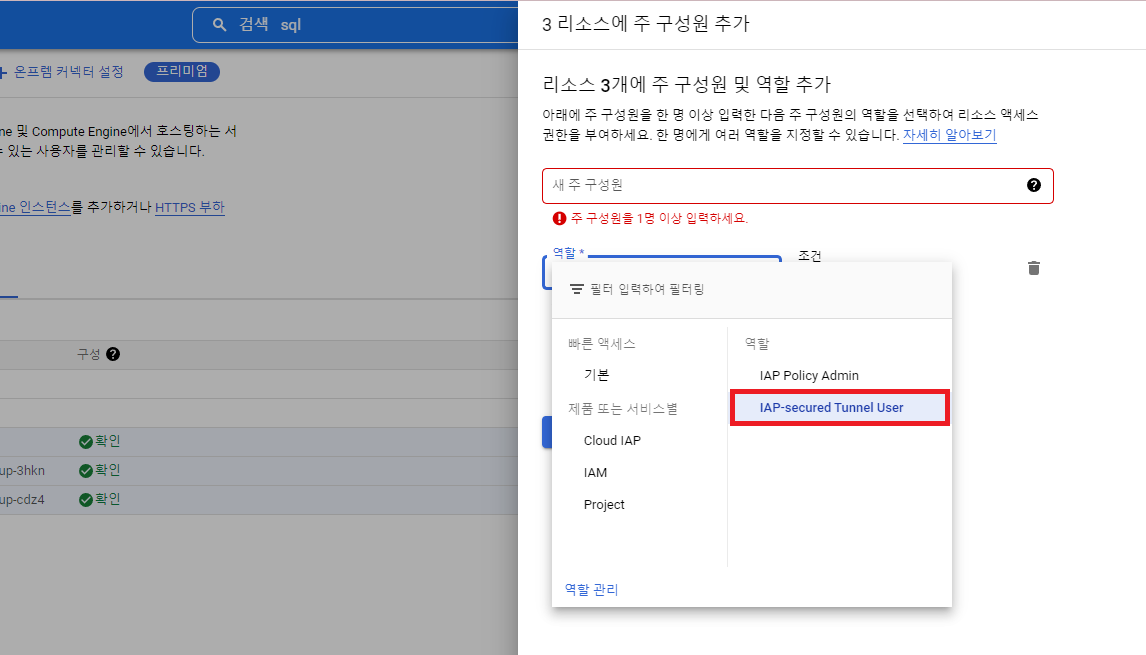 검색 sql
+ 온프렘 커넥터 설정 프리미엄
ne 및 Compute Engine에서 호스팅하는 서
있는 사용자를 관리할 수 있습니다.
ine 인스턴스를 추가하거나 HTTPS 부하
구성
확인
up-3hkn 확인
up-cdz4 확인
3 리소스에 주 구성원 추가
리소스 3개에 주 구성원 및 역할 추가
아래에 주 구성원을 한 명 이상 입력한 다음 주 구성원의 역할을 선택하여 리소스 액세스
권한을 부여하세요. 한 명에게 여러 역할을 지정할 수 있습니다. 자세히 알아보기
새 주 구성원
주 구성원을 1명 이상 입력하세요.
역할 * 조건
필터 입력하여 필터링
빠른 액세스
기본
제품 또는 서비스별
Cloud IAP
IAM
Project
역할
IAP Policy Admin
IAP-secured Tunnel User
역할 관리